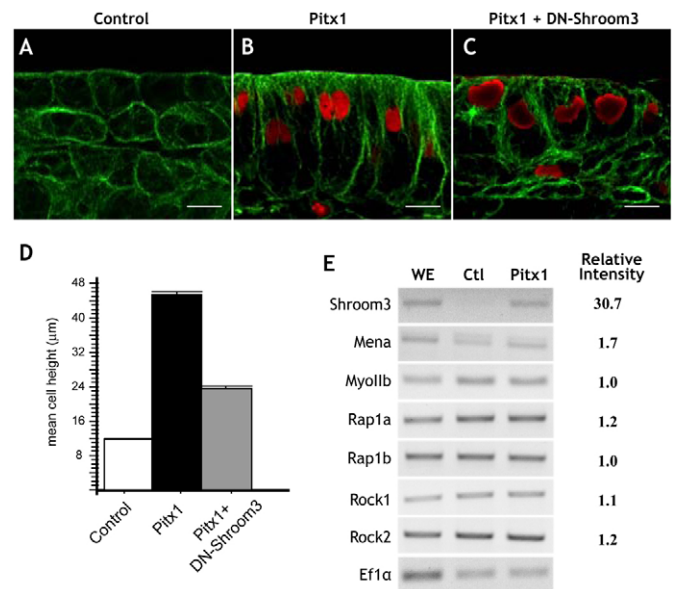 Control Pitx1 Pitx1 + DN-Shroom3
A B C
D
mean cell height (μm)
48
40
32
24
16
8
Control
Pitx1
Pitx1+
DN-Shroom3
E
WE Ctl Pitx1 Relative
Intensity
Shroom3 30.7
Mena 1.7
MyoIIb 1.0
Rap1a 1.2
Rap1b 1.0
Rock1 1.1
Rock2 1.2
Ef1α